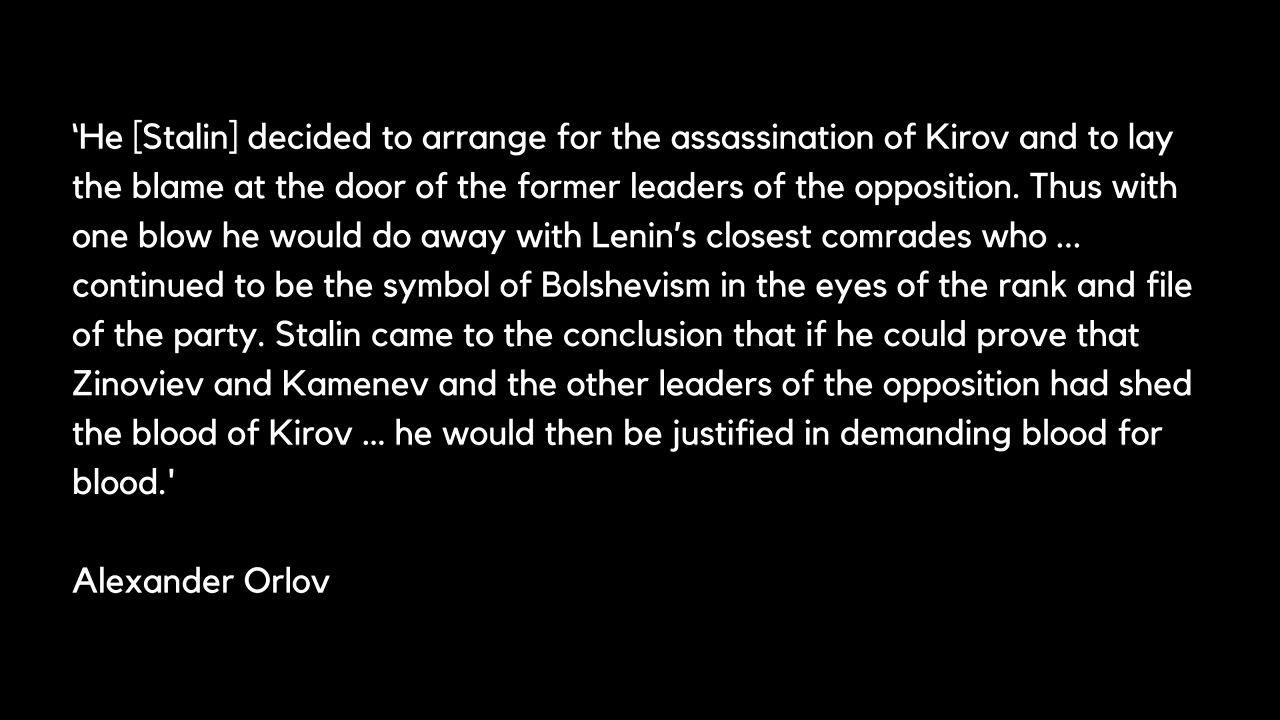 ‘He [Stalin] decided to arrange for the assassination of Kirov and to lay
the blame at the door of the former leaders of the opposition. Thus with
one blow he would do away with Lenin’s closest comrades who ...
continued to be the symbol of Bolshevism in the eyes of the rank and file
of the party. Stalin came to the conclusion that if he could prove that
Zinoviev and Kamenev and the other leaders of the opposition had shed
the blood of Kirov ... he would then be justified in demanding blood for
blood.'
Alexander Orlov